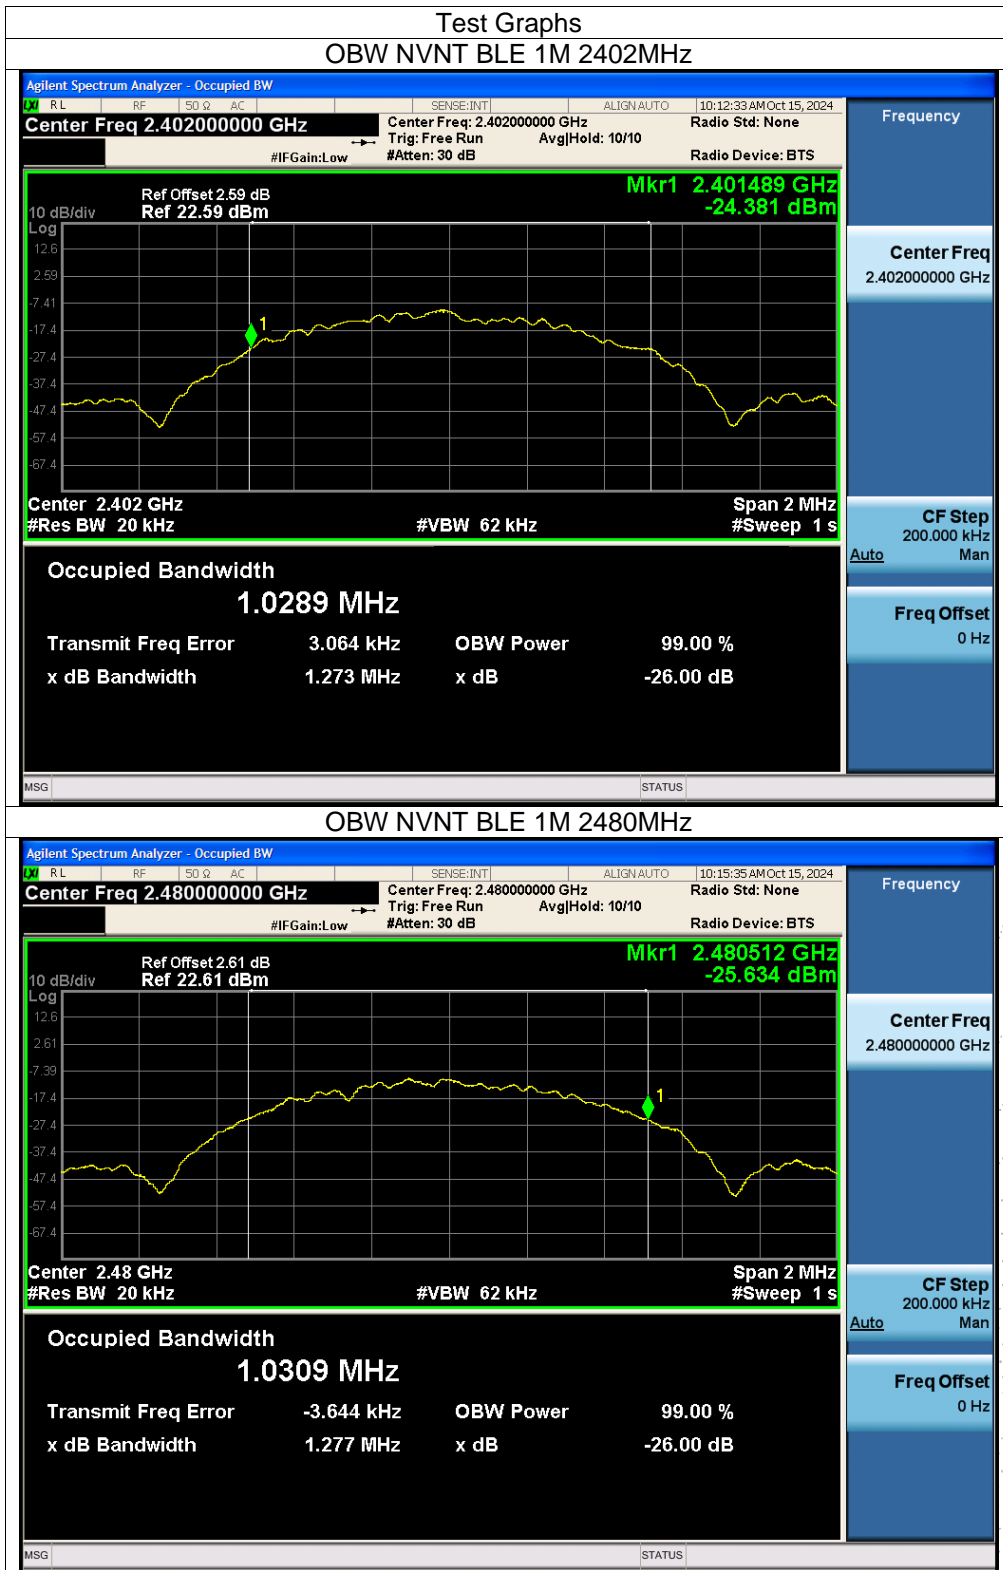 Test Graphs
OBW NVNT BLE 1M 2402MHz
Agilent Spectrum Analyzer - Occupied BW
LXI RL RF 50 Ω AC SENSE:INT ALIGN AUTO 10:12:33 AM Oct 15, 2024
Center Freq 2.402000000 GHz
Center Freq: 2.402000000 GHz
Radio Std: None
Trig: Free Run Avg|Hold: 10/10
#IFGain:Low #Atten: 30 dB Radio Device: BTS
Frequency
Mkr1 2.401489 GHz
-24.381 dBm
Ref Offset 2.59 dB
10 dB/div Ref 22.59 dBm
Log
12.6
2.59
-7.41
-17.4
-27.4
-37.4
-47.4
-57.4
-67.4
1
Center 2.402 GHz Span 2 MHz
#Res BW 20 kHz #VBW 62 kHz #Sweep 1 s
Center Freq
2.402000000 GHz
CF Step
200.000 kHz
Auto Man
Freq Offset
0 Hz
Occupied Bandwidth
1.0289 MHz
Transmit Freq Error 3.064 kHz OBW Power 99.00 %
x dB Bandwidth 1.273 MHz x dB -26.00 dB
MSG STATUS
OBW NVNT BLE 1M 2480MHz
Agilent Spectrum Analyzer - Occupied BW
LXI RL RF 50 Ω AC SENSE:INT ALIGN AUTO 10:15:35 AM Oct 15, 2024
Center Freq 2.480000000 GHz
Center Freq: 2.480000000 GHz
Radio Std: None
Trig: Free Run Avg|Hold: 10/10
#IFGain:Low #Atten: 30 dB Radio Device: BTS
Frequency
Mkr1 2.480512 GHz
-25.634 dBm
Ref Offset 2.61 dB
10 dB/div Ref 22.61 dBm
Log
12.6
2.61
-7.39
-17.4
-27.4
-37.4
-47.4
-57.4
-67.4
1
Center 2.48 GHz Span 2 MHz
#Res BW 20 kHz #VBW 62 kHz #Sweep 1 s
Center Freq
2.480000000 GHz
CF Step
200.000 kHz
Auto Man
Freq Offset
0 Hz
Occupied Bandwidth
1.0309 MHz
Transmit Freq Error -3.644 kHz OBW Power 99.00 %
x dB Bandwidth 1.277 MHz x dB -26.00 dB
MSG STATUS